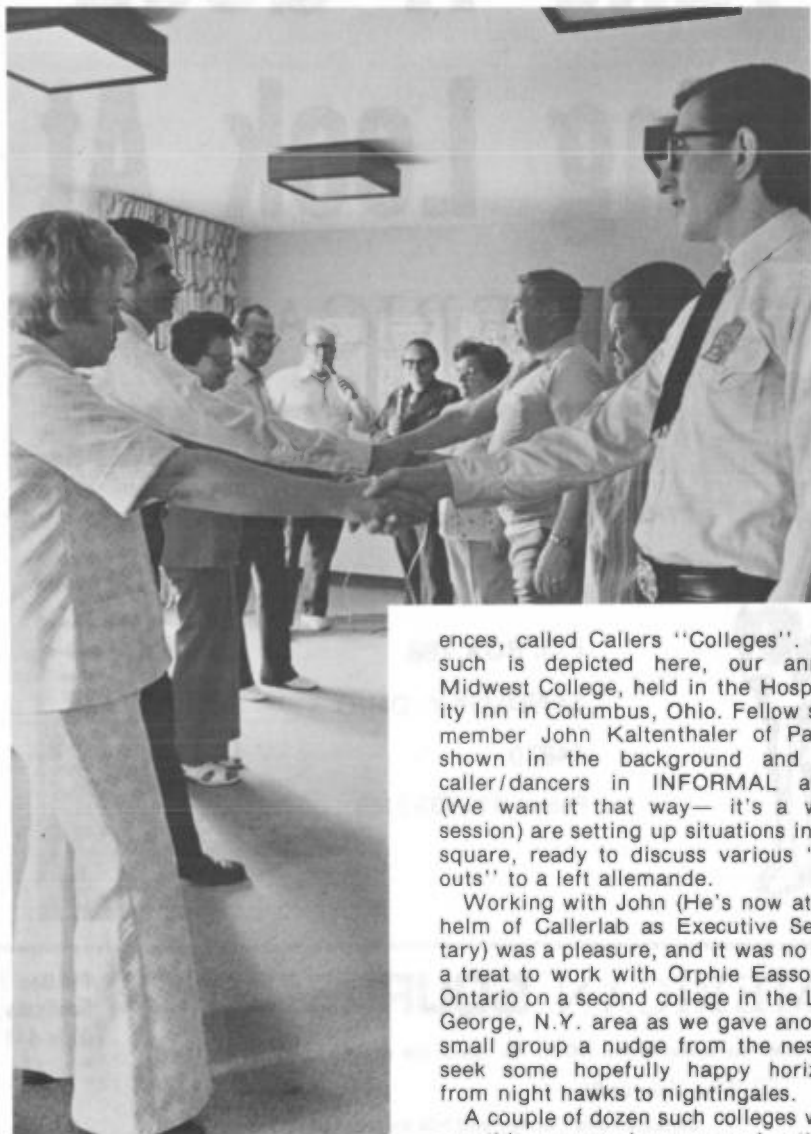 ences, called Callers "Colleges".
such is depicted here, our ann
Midwest College, held in the Hosp
ity Inn in Columbus, Ohio. Fellow s
member John Kaltenthaler of Pa
shown in the background and
caller/dancers in INFORMAL a
(We want it that way— it's a w
session) are setting up situations in
square, ready to discuss various "
outs" to a left allemande.
Working with John (He's now at
helm of Callerlab as Executive Se
tary) was a pleasure, and it was no
a treat to work with Orphie Easso
Ontario on a second college in the L
George, N.Y. area as we gave ano
small group a nudge from the nes
seek some hopefully happy horiz
from night hawks to nightingales.
A couple of dozen such colleges w